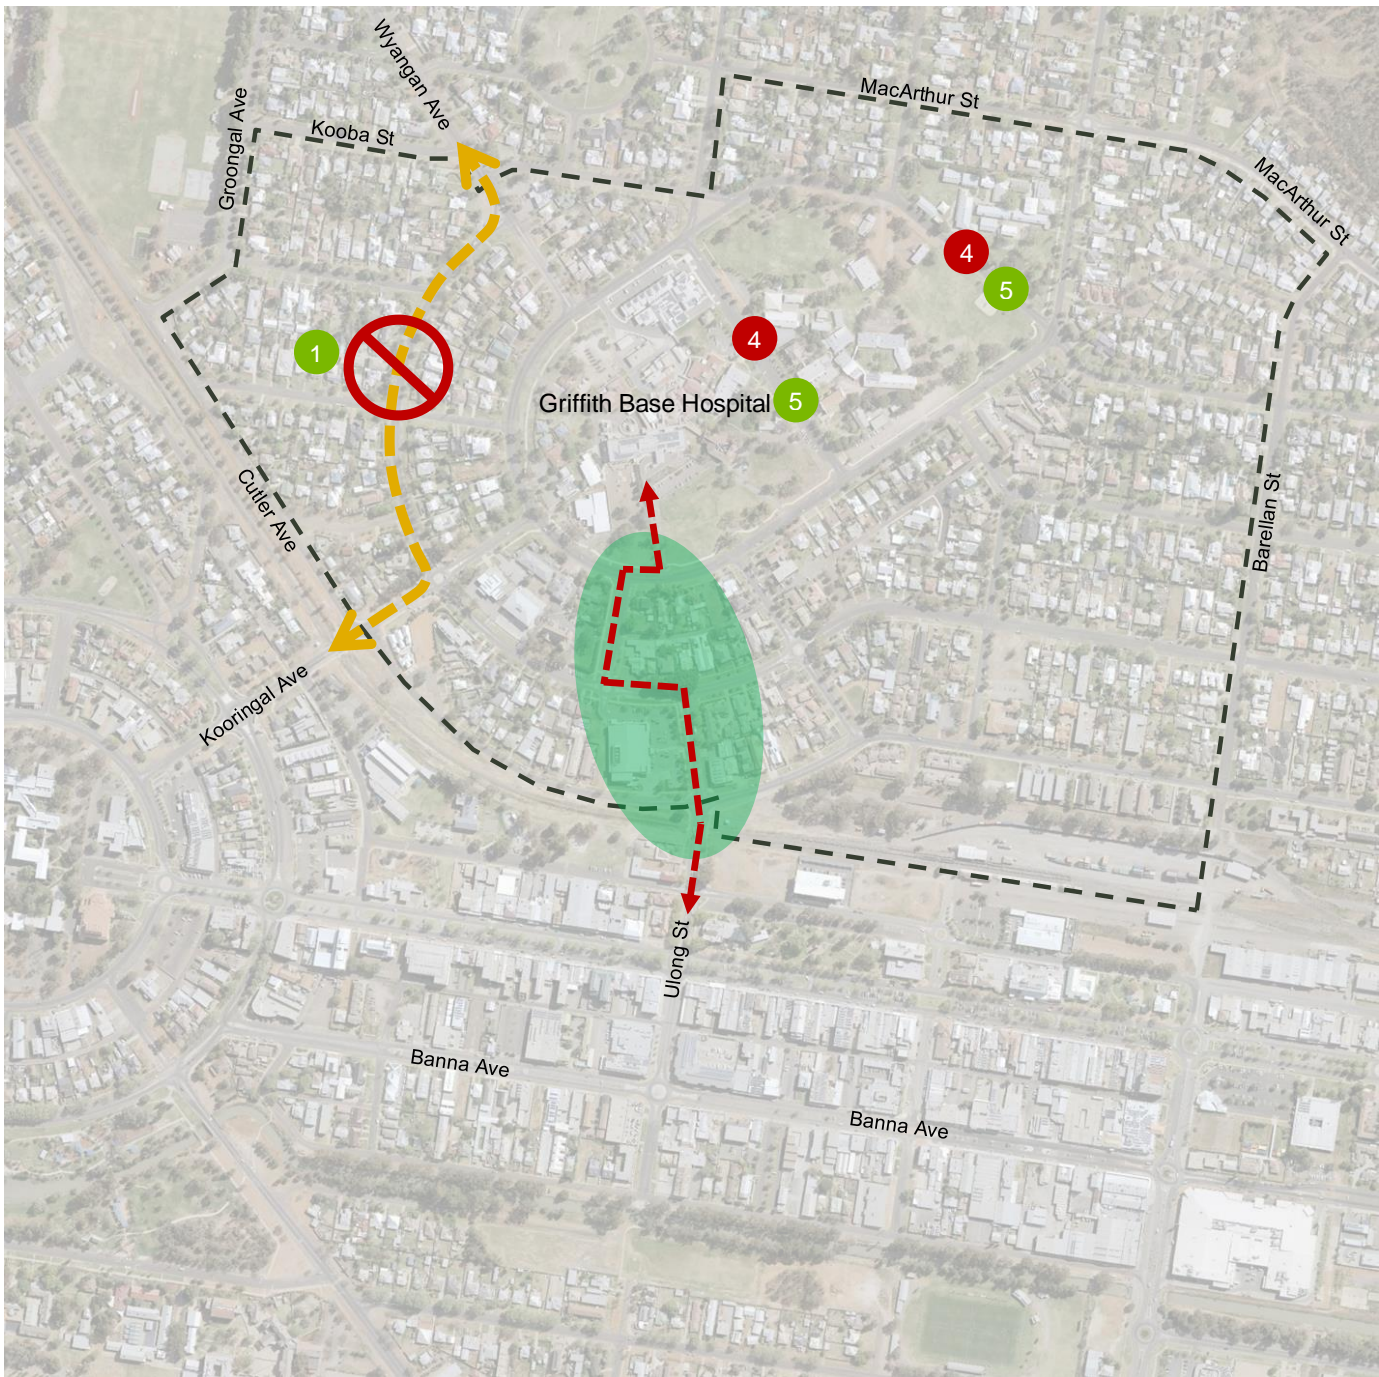 Wyangan Ave
MacArthur St
Groongal Ave
Kooba St
MacArthur St
4
5
1
4
Griffith Base Hospital
5
Cutler Ave
Barellan St
Kooringal Ave
Ulong St
Banna Ave
Banna Ave